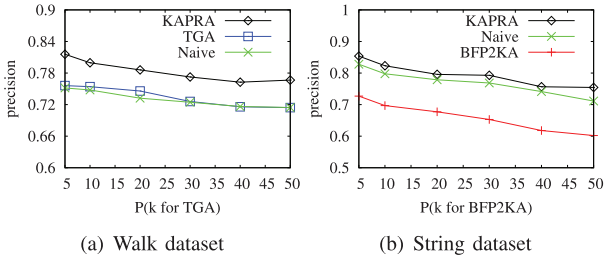 0.9
0.84
0.78
0.72
0.66
0.6
precision
KAPRA
TGA
Naive
5 10 15 20 25 30 35 40 45 50
P(k for TGA)
(a) Walk dataset
1
0.9
0.8
0.7
0.6
0.5
precision
KAPRA
Naive
BFP2KA
5 10 15 20 25 30 35 40 45 50
P(k for BFP2KA)
(b) String dataset